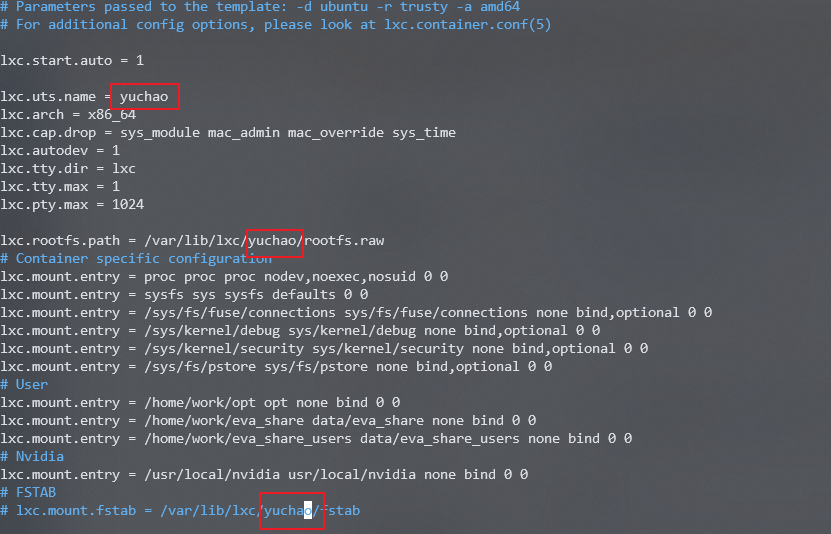 # Parameters passed to the template: -d ubuntu -r trusty -a amd64
# For additional config options, please look at lxc.container.conf(5)
lxc.start.auto = 1
lxc.uts.name = yuchao
lxc.arch = x86_64
lxc.cap.drop = sys_module mac_admin mac_override sys_time
lxc.autodev = 1
lxc.tty.dir = lxc
lxc.tty.max = 1
lxc.pty.max = 1024
lxc.rootfs.path = /var/lib/lxc/yuchao/rootfs.raw
# Container specific configuration
lxc.mount.entry = proc proc proc nodev,noexec,nosuid 0 0
lxc.mount.entry = sysfs sys sysfs defaults 0 0
lxc.mount.entry = /sys/fs/fuse/connections sys/fs/fuse/connections none bind,optional 0 0
lxc.mount.entry = /sys/kernel/debug sys/kernel/debug none bind,optional 0 0
lxc.mount.entry = /sys/kernel/security sys/kernel/security none bind,optional 0 0
lxc.mount.entry = /sys/fs/pstore sys/fs/pstore none bind,optional 0 0
# User
lxc.mount.entry = /home/work/opt opt none bind 0 0
lxc.mount.entry = /home/work/eva_share data/eva_share none bind 0 0
lxc.mount.entry = /home/work/eva_share_users data/eva_share_users none bind 0 0
# Nvidia
lxc.mount.entry = /usr/local/nvidia usr/local/nvidia none bind 0 0
# FSTAB
# lxc.mount.fstab = /var/lib/lxc/yuchao/fstab